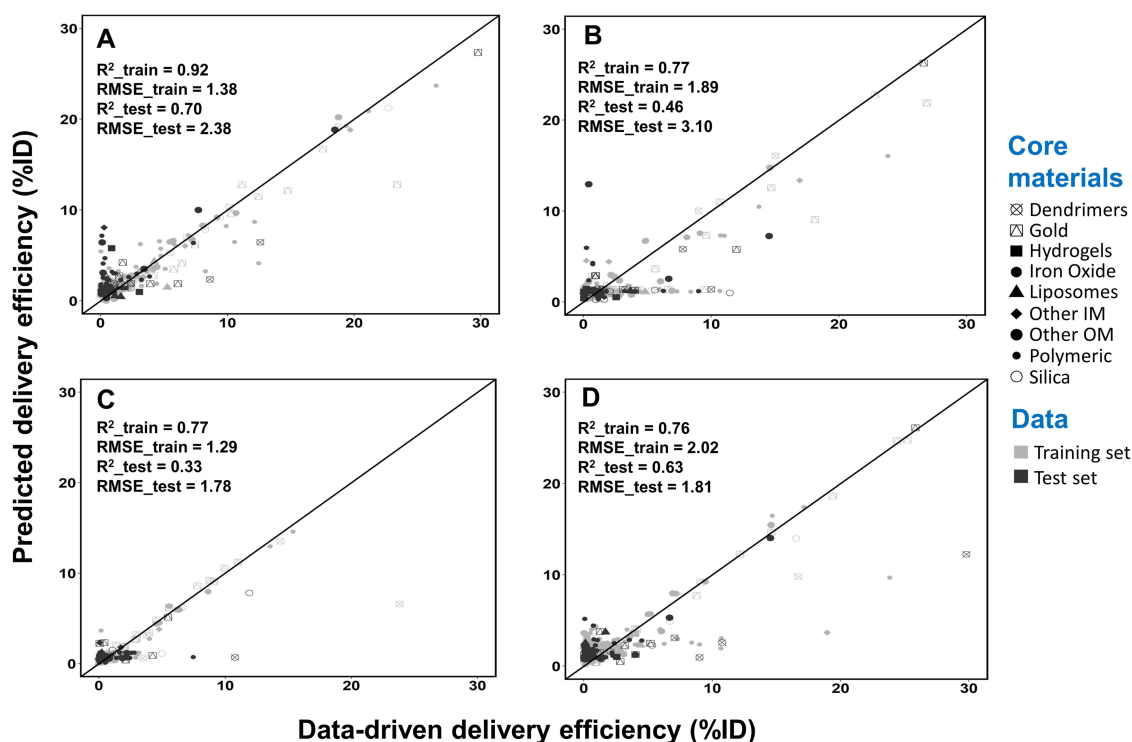 Predicted delivery efficiency (%ID)
A
R²_train = 0.92
RMSE_train = 1.38
R²_test = 0.70
RMSE_test = 2.38
30
20
10
0
0
10
20
30
B
R²_train = 0.77
RMSE_train = 1.89
R²_test = 0.46
RMSE_test = 3.10
30
20
10
0
0
10
20
30
C
R²_train = 0.77
RMSE_train = 1.29
R²_test = 0.33
RMSE_test = 1.78
30
20
10
0
0
10
20
30
D
R²_train = 0.76
RMSE_train = 2.02
R²_test = 0.63
RMSE_test = 1.81
30
20
10
0
0
10
20
30
Data-driven delivery efficiency (%ID)
Core
materials
Dendrimers
Gold
Hydrogels
Iron Oxide
Liposomes
Other IM
Other OM
Polymeric
Silica
Data
Training set
Test set